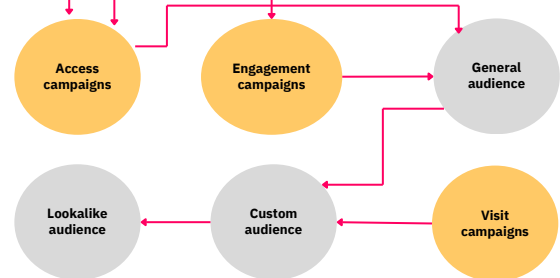 Access
campaigns
Engagement
campaigns
General
audience
Lookalike
audience
Custom
audience
Visit
campaigns